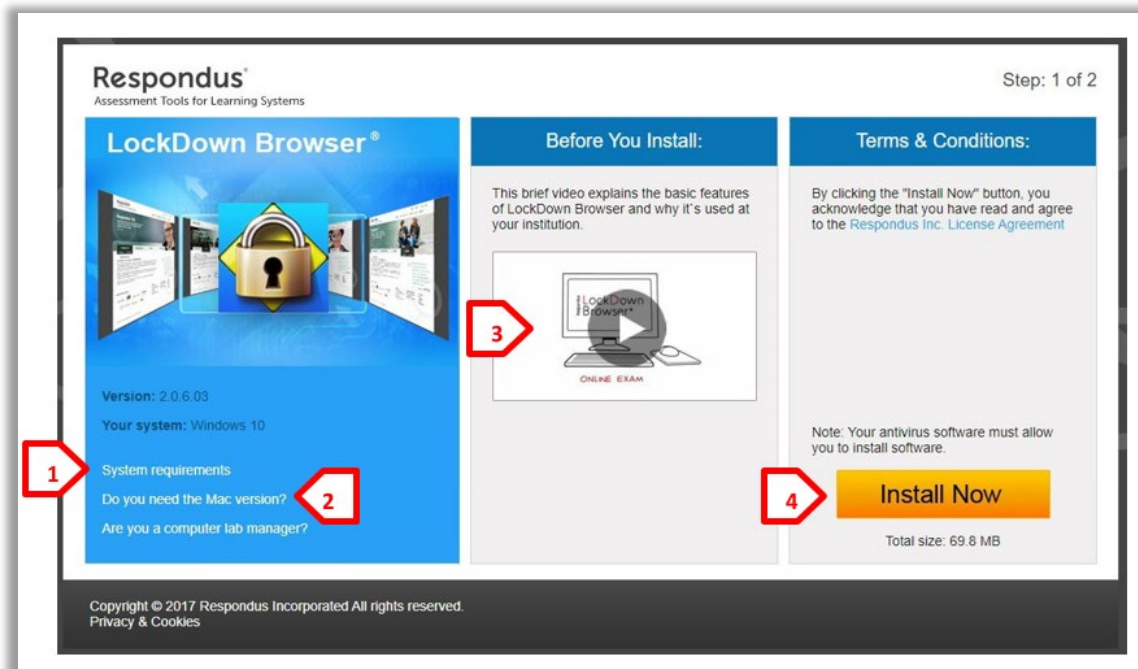 Respondus®
Assessment Tools for Learning Systems
Step: 1 of 2
LockDown Browser®
Version: 2.0.6.03
Your system: Windows 10
1
System requirements
Do you need the Mac version?
2
Are you a computer lab manager?
Before You Install:
This brief video explains the basic features
of LockDown Browser and why it`s used at
your institution.
3
Respondus
LockDown
Browser®
ONLINE EXAM
Terms & Conditions:
By clicking the "Install Now" button, you
acknowledge that you have read and agree
to the Respondus Inc. License Agreement
Note: Your antivirus software must allow
you to install software.
4
Install Now
Total size: 69.8 MB
Copyright © 2017 Respondus Incorporated All rights reserved.
Privacy & Cookies